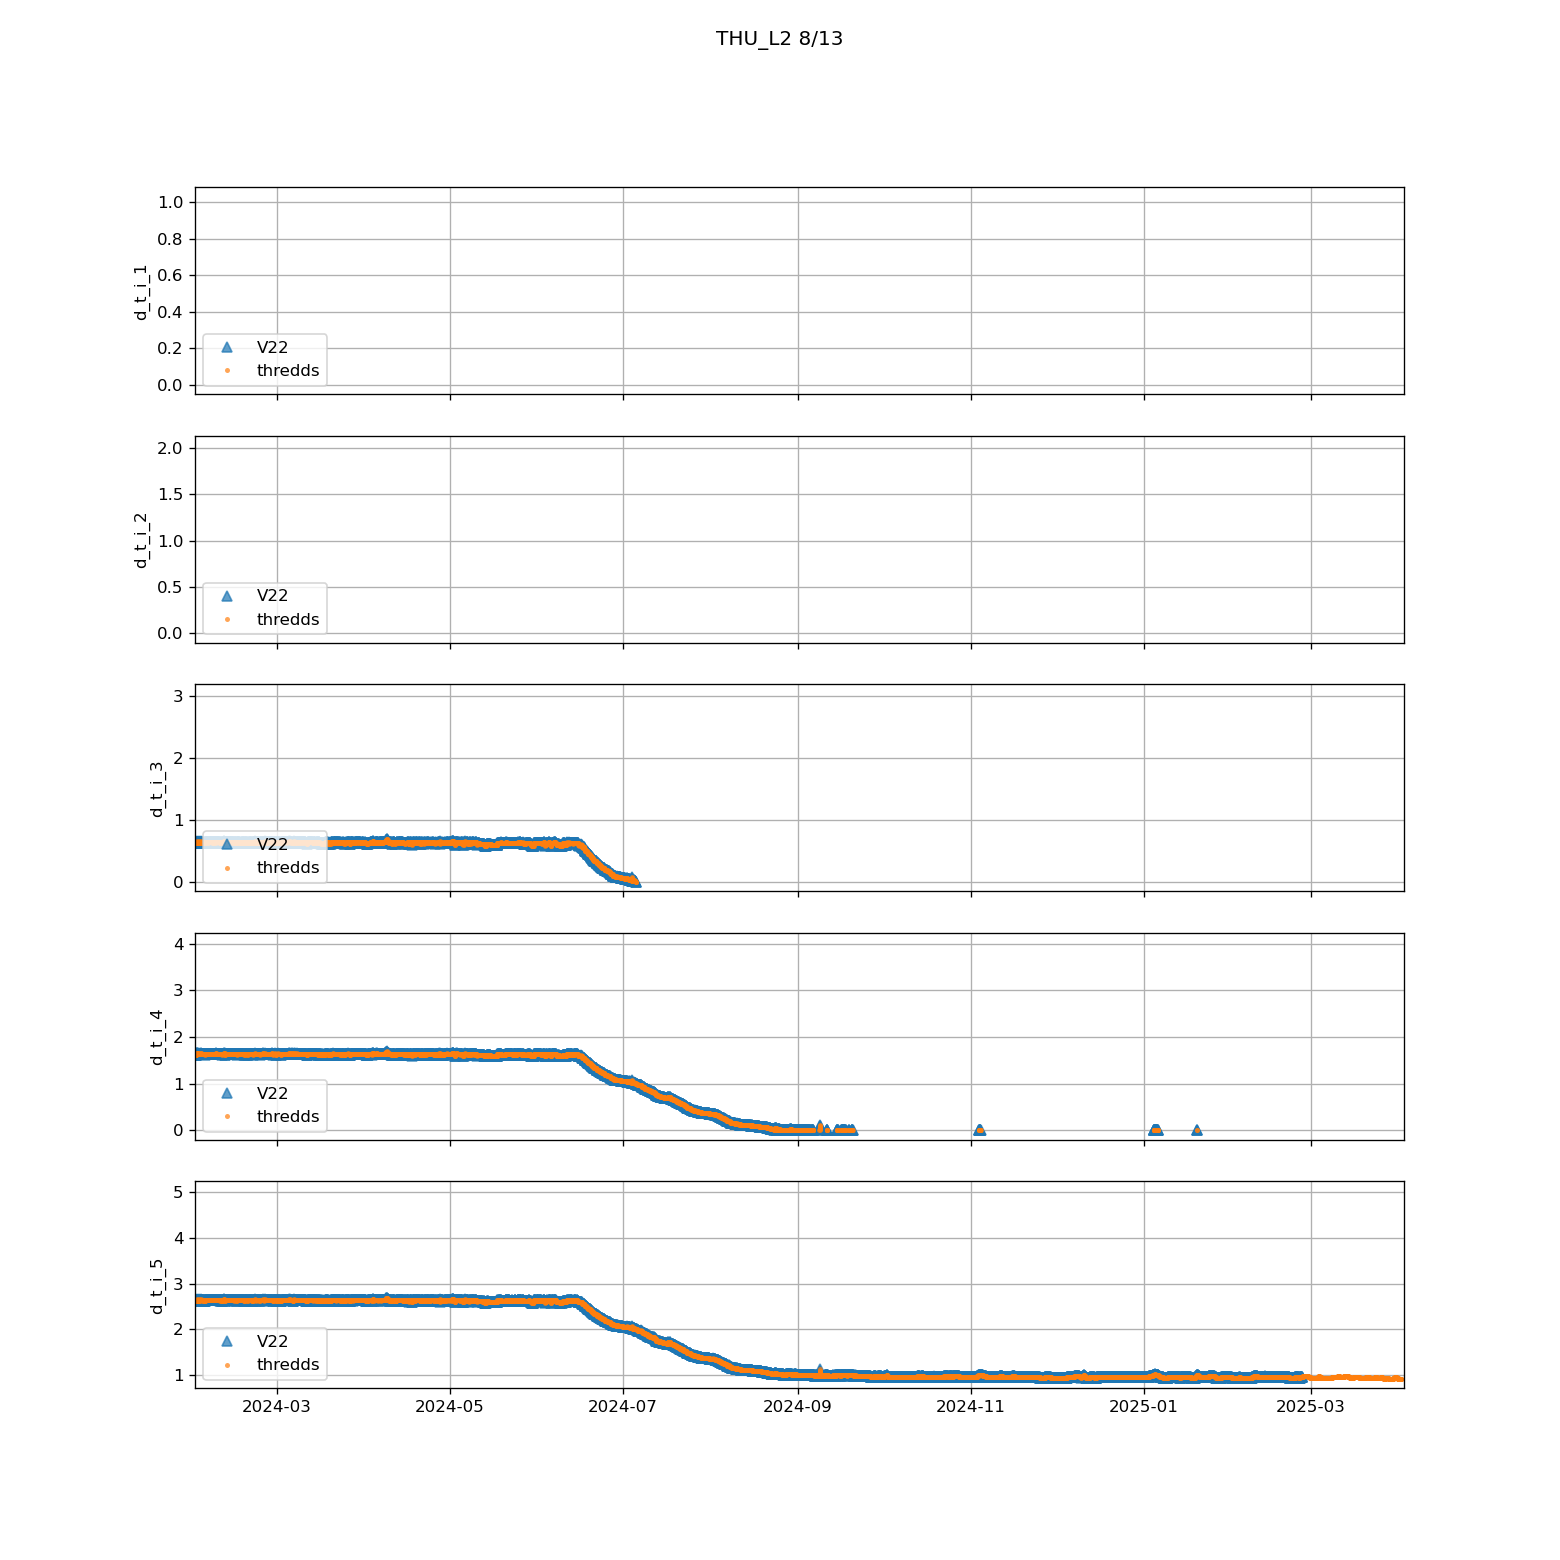 THU_L2 8/13
1.0
0.8
0.6
0.4
0.2
0.0
d_t_i_1
V22
thredds
2.0
1.5
1.0
0.5
0.0
d_t_i_2
V22
thredds
3
2
1
0
d_t_i_3
V22
thredds
4
3
2
1
0
d_t_i_4
V22
thredds
5
4
3
2
1
d_t_i_5
V22
thredds
2024-03 2024-05 2024-07 2024-09 2024-11 2025-01 2025-03